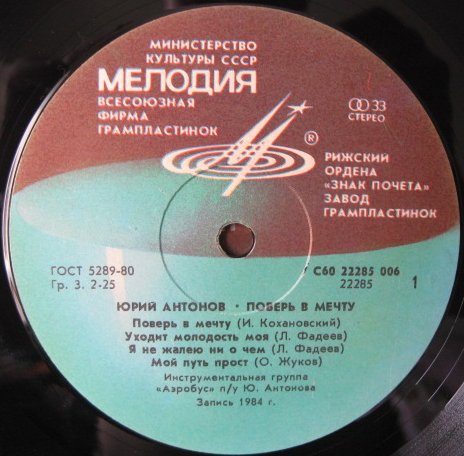 МИНИСТЕРСТВО
КУЛЬТУРЫ СССР
МЕЛОДИЯ
ВСЕСОЮЗНАЯ
ФИРМА
ГРАМПЛАСТИНОК
33
СТЕРЕО
®
РИЖСКИЙ
ОРДЕНА
«ЗНАК ПОЧЕТА»
ЗАВОД
ГРАМПЛАСТИНОК
ГОСТ 5289-80
Гр. 3. 2-25
С60 22285 006
22285 1
ЮРИЙ АНТОНОВ · ПОВЕРЬ В МЕЧТУ
Поверь в мечту (И. Кохановский)
Уходит молодость моя (Л. Фадеев)
Я не жалею ни о чем (Л. Фадеев)
Мой путь прост (О. Жуков)
Инструментальная группа
«Аэробус» п/у Ю. Антонова
Запись 1984 г.